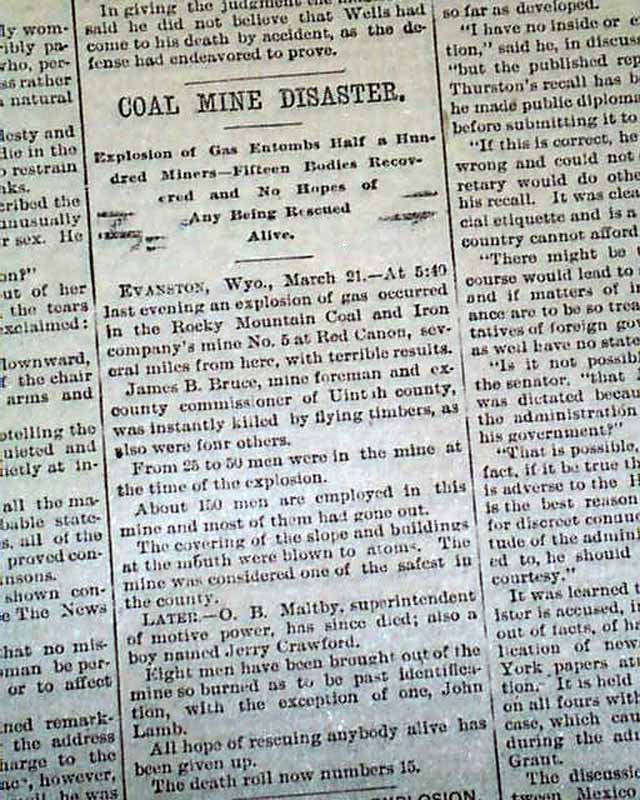 ly wom-
ribly pa-
who, per-
ss rather
natural
esty and
die in the
o restrain
nks.
cribed the
unusually
r sex. He
on?"
out of her
the tears
exclaimed:
downward,
f the chair
arms and
otelling the
quieted and
nctly at in-
all the ma-
bable state-
s, all of the
proved con-
nsons.
shown con-
e The News
hat no mis-
man be per-
or to affect
ned remark-
the address
charge to the
however,
he was
In giving the judgment the
said he did not believe that Wells had
come to his death by accident, as the de-
fense had endeavored to prove.
COAL MINE DISASTER.
Explosion of Gas Entombs Half a Hun-
dred Miners—Fifteen Bodies Recov-
ered and No Hopes of
Any Being Rescued
Alive.
EVANSTON, Wyo., March 21.—At 5:40
last evening an explosion of gas occurred
in the Rocky Mountain Coal and Iron
company's mine No. 5 at Red Canon, sev-
eral miles from here, with terrible results.
James B. Bruce, mine foreman and ex-
county commissioner of Uintah county,
was instantly killed by flying timbers, as
also were four others.
From 25 to 50 men were in the mine at
the time of the explosion.
About 150 men are employed in this
mine and most of them had gone out.
The covering of the slope and buildings
at the mouth were blown to atoms. The
mine was considered one of the safest in
the county.
LATER.—O. B. Maltby, superintendent
of motive power, has since died; also a
boy named Jerry Crawford.
Eight men have been brought out of the
mine so burned as to be past identifica-
tion, with the exception of one, John
Lamb.
All hope of rescuing anybody alive has
been given up.
The death roll now numbers 15.
EXPLOSION.
so far as developed.
"I have no inside or
tion," said he, in discuss
"but the published rep
Thurston's recall has b
he made public diplom
before submitting it to
"If this is correct, he
wrong and could not
retary would do othe
his recall. It was clea
cial etiquette and is a
country cannot afford
"There might be
course would lead to
and if matters of in
ance are to be so trea
tatives of foreign gov
as well have no state
"Is it not possib
the senator, "that
was dictated becau
the administration
his government?"
"That is possible,
fact, if it be true th
is adverse to the H
is the best reason
for discreet condu
tude of the admini
ed to, he should
courtesy."
It was learned
ister is accused, i
out of facts, of ha
lication of new
York papers at
tion. It is held
on all fours with
case, which cau
during the adm
Grant.
The discussi
tween Mexico